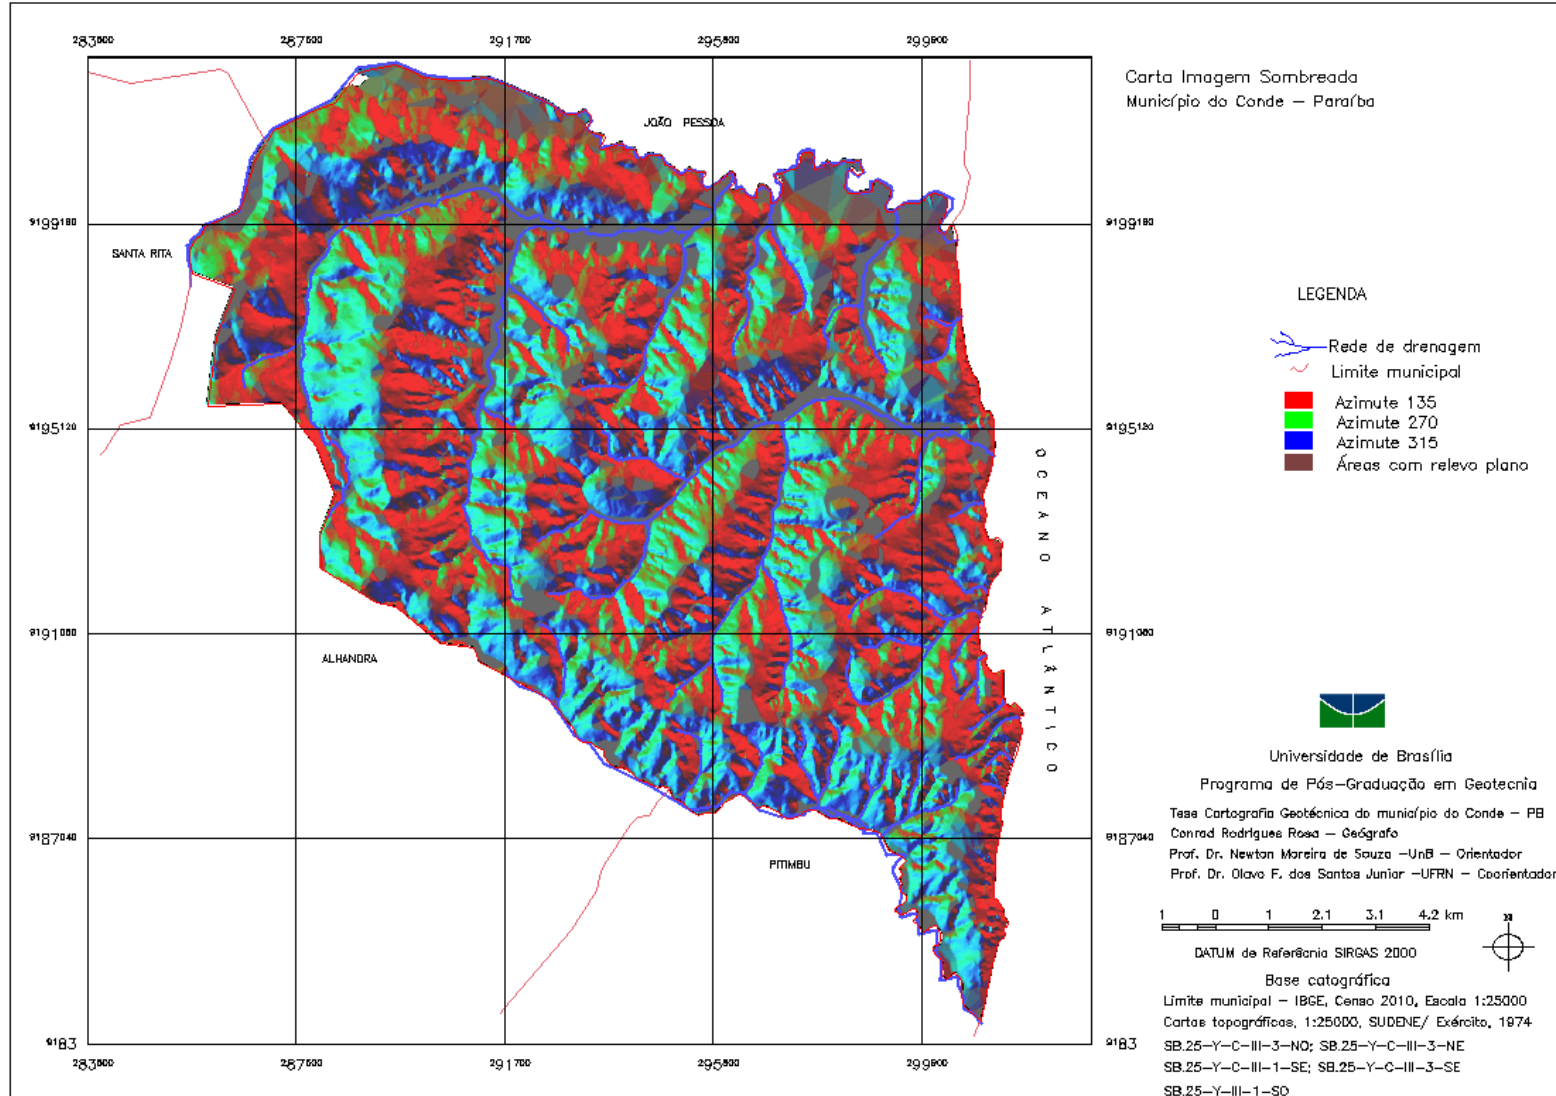 283000 287600 291700 295800 299900
Carta Imagem Sombreada
Município do Conde – Paraíba
JOÃO PESSOA
9199180 9199180
SANTA RITA
LEGENDA
Rede de drenagem
Limite municipal
Azimute 135
Azimute 270
Azimute 315
Áreas com relevo plano
9195120 9195120
OCEANO ATLÂNTICO
9191060 9191060
ALHANDRA
Universidade de Brasília
Programa de Pós–Graduação em Geotecnia
Tese Cartografia Geotécnica do município do Conde – PB
Conrad Rodrigues Rosa – Geógrafo
Prof. Dr. Newton Moreira de Souza –UnB – Orientador
Prof. Dr. Olavo F. dos Santos Junior –UFRN – Coorientador
9187040 9187040
PITIMBU
1 0 1 2.1 3.1 4.2 km
N
DATUM de Referência SIRGAS 2000
Base catográfica
Limite municipal – IBGE, Censo 2010, Escala 1:25000
Cartas topográficas, 1:25000, SUDENE/ Exército, 1974
SB.25–Y–C–III–3–NO; SB.25–Y–C–III–3–NE
SB.25–Y–C–III–1–SE; SB.25–Y–C–III–3–SE
SB.25–Y–III–1–SO
9183 9183
283000 287600 291700 295800 299900